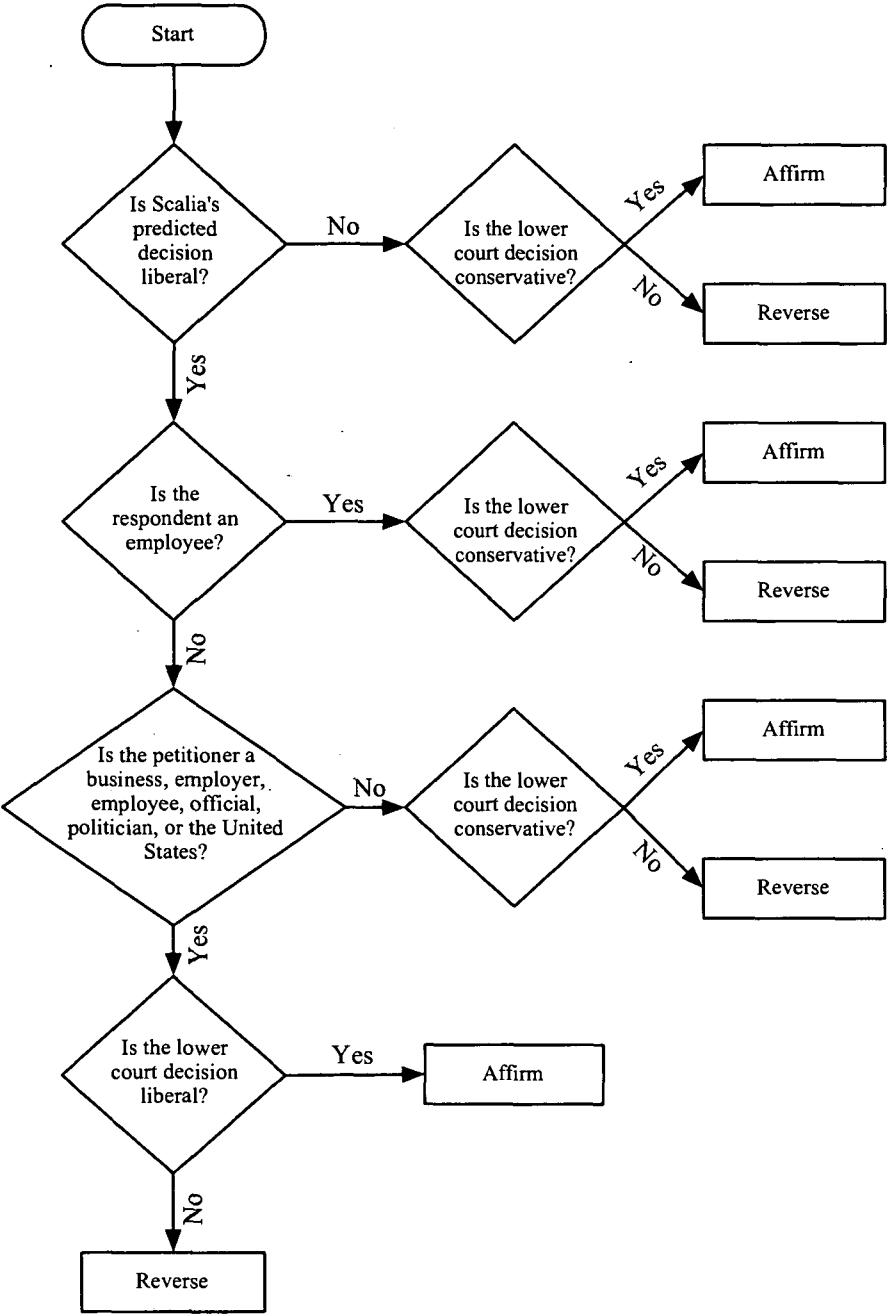 Start
Is Scalia's
predicted
decision
liberal?
No
Is the lower
court decision
conservative?
Yes
Affirm
No
Reverse
Yes
Is the
respondent an
employee?
Yes
Is the lower
court decision
conservative?
Yes
Affirm
No
Reverse
No
Is the petitioner a
business, employer,
employee, official,
politician, or the United
States?
No
Is the lower
court decision
conservative?
Yes
Affirm
No
Reverse
Yes
Is the lower
court decision
liberal?
Yes
Affirm
No
Reverse